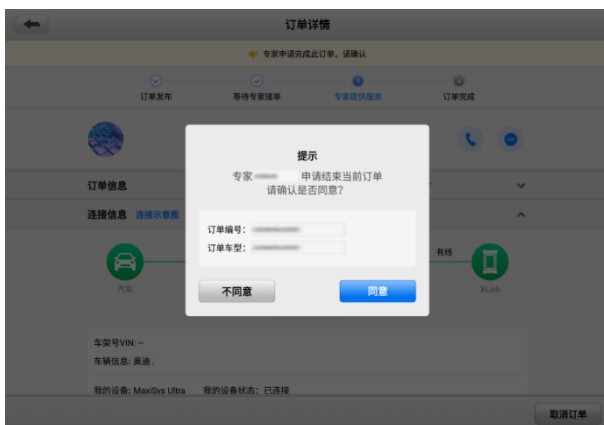 订单详情
专家申请完成此订单，请确认
订单发布
等待专家接单
3
专家提供服务
4
订单完成
提示
专家 申请结束当前订单
请确认是否同意?
订单编号:
订单车型:
不同意
同意
订单信息
连接信息 连接示意图
有线
汽车
XLink
车架号VIN: --
车辆信息: 奥迪 ;
我的设备: MaxiSys Ultra 我的设备状态: 已连接
取消订单